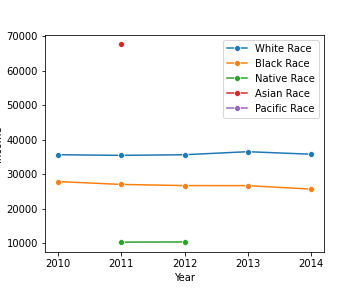 70000
60000
50000
40000
30000
20000
10000
2010 2011 2012 2013 2014
Year
White Race
Black Race
Native Race
Asian Race
Pacific Race